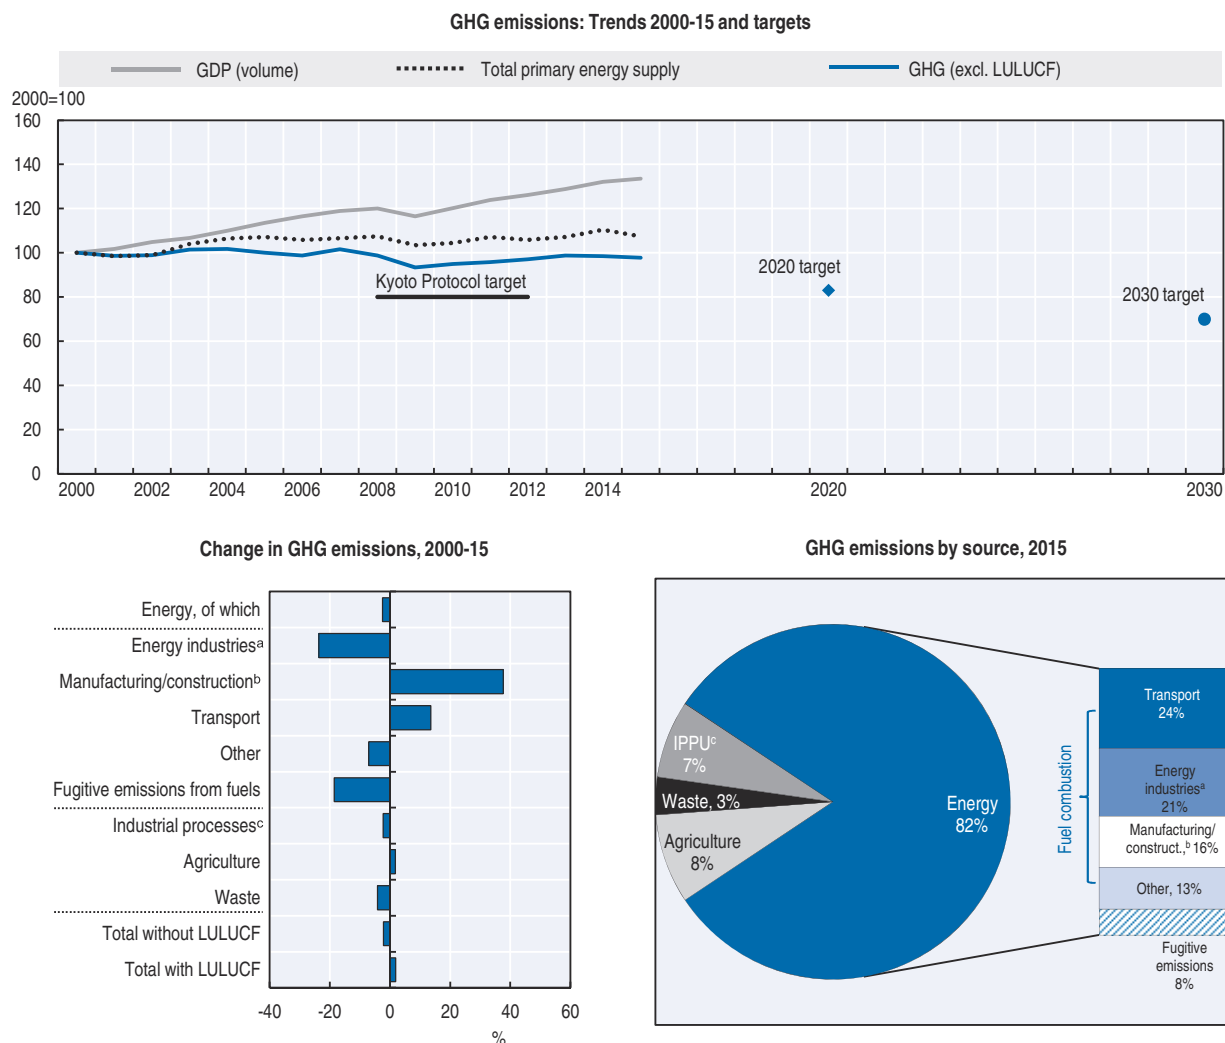 GHG emissions: Trends 2000-15 and targets
GDP (volume)
Total primary energy supply
GHG (excl. LULUCF)
2000=100
160
140
120
100
80
60
40
20
0
Kyoto Protocol target
2020 target
2030 target
2000
2002
2004
2006
2008
2010
2012
2014
2020
2030
Change in GHG emissions, 2000-15
Energy, of which
Energy industriesᵃ
Manufacturing/constructionᵇ
Transport
Other
Fugitive emissions from fuels
Industrial processesᶜ
Agriculture
Waste
Total without LULUCF
Total with LULUCF
-40
-20
0
20
40
60
%
GHG emissions by source, 2015
IPPUᶜ
7%
Waste, 3%
Agriculture
8%
Energy
82%
Fuel combustion
Transport
24%
Energy
industriesᵃ
21%
Manufacturing/
construct.,ᵇ 16%
Other, 13%
Fugitive
emissions
8%